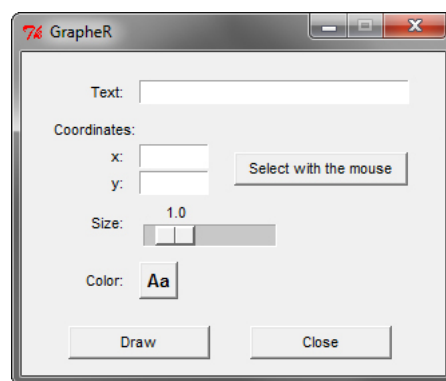 GrapheR
Text:
Coordinates:
x:
y:
Select with the mouse
1.0
Size:
Color: Aa
Draw Close